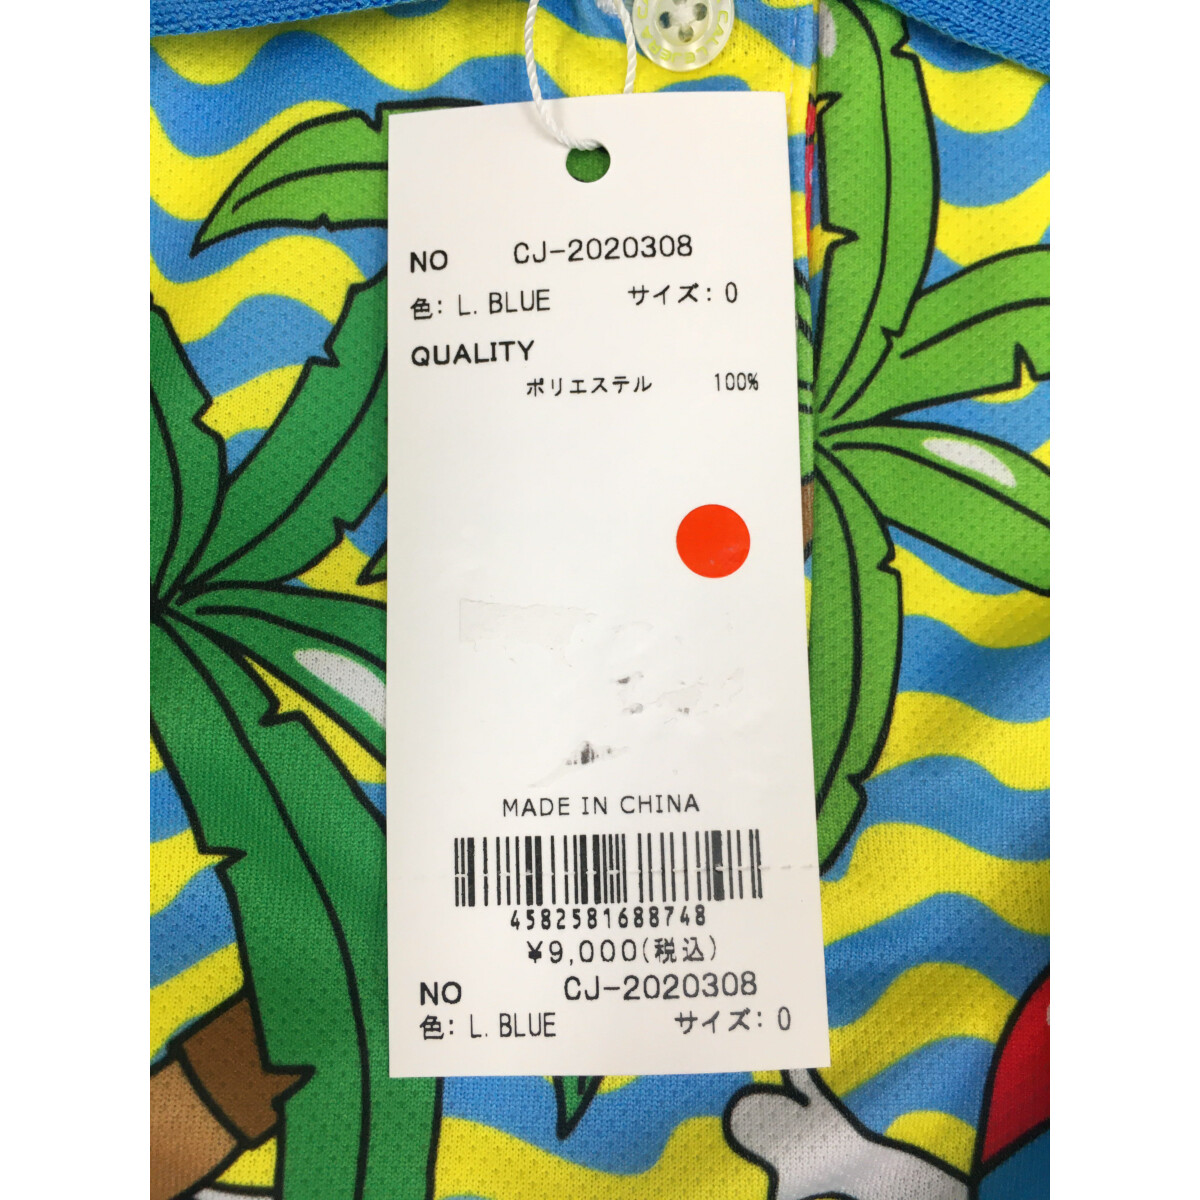 NO CJ-2020308
色: L. BLUE サイズ: 0
QUALITY
ポリエステル 100%
MADE IN CHINA
4582581688748
¥9,000(税込)
NO CJ-2020308
色: L. BLUE サイズ: 0